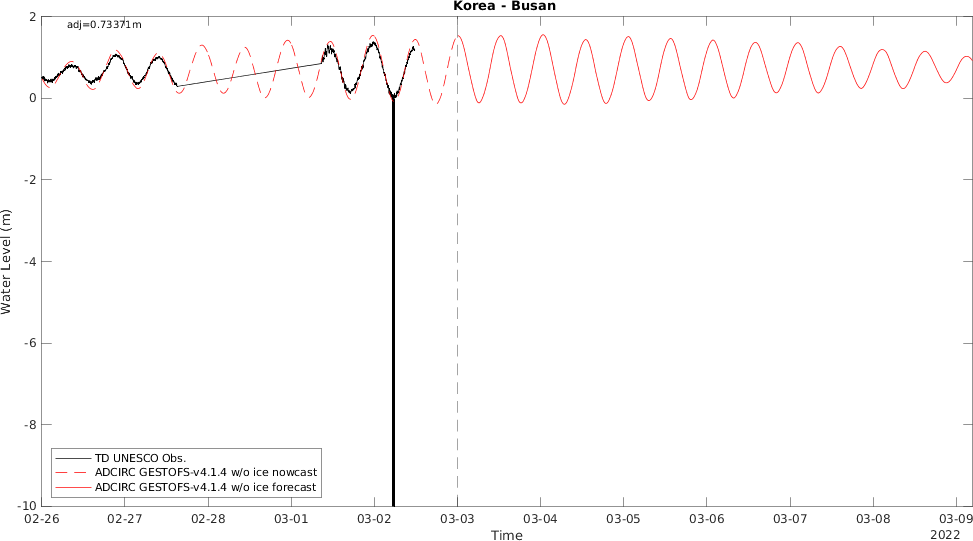 Korea - Busan
adj=0.73371m
2
0
-2
-4
-6
-8
-10
Water Level (m)
TD UNESCO Obs.
ADCIRC GESTOFS-v4.1.4 w/o ice nowcast
ADCIRC GESTOFS-v4.1.4 w/o ice forecast
02-26 02-27 02-28 03-01 03-02 03-03 03-04 03-05 03-06 03-07 03-08 03-09
Time
2022